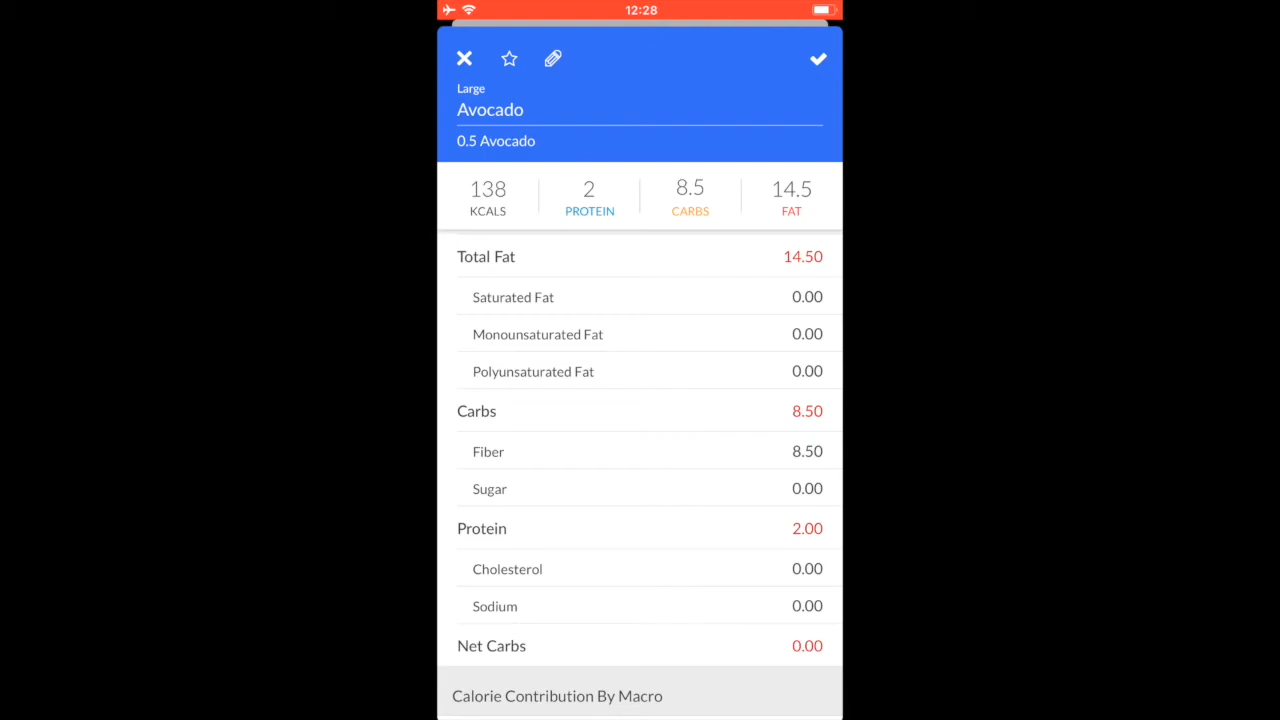 12:28
Large
Avocado
0.5 Avocado
138 2 8.5 14.5
KCALS PROTEIN CARBS FAT
Total Fat 14.50
Saturated Fat 0.00
Monounsaturated Fat 0.00
Polyunsaturated Fat 0.00
Carbs 8.50
Fiber 8.50
Sugar 0.00
Protein 2.00
Cholesterol 0.00
Sodium 0.00
Net Carbs 0.00
Calorie Contribution By Macro